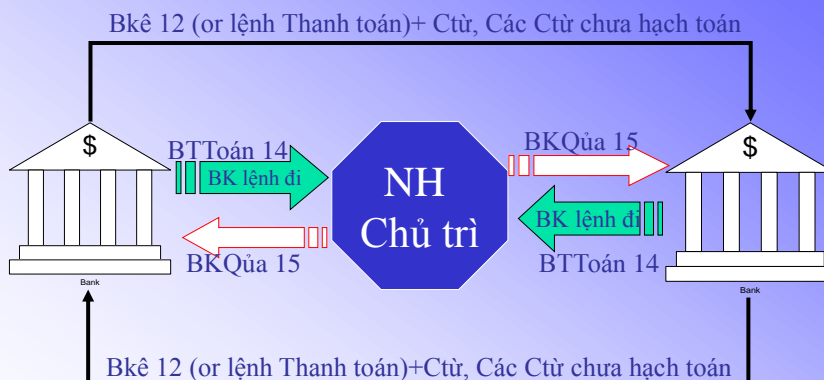 Bkê 12 (or lệnh Thanh toán)+ Ctừ, Các Ctừ chưa hạch toán
$
$
BTToán 14
BK lệnh đi
BKQủa 15
NH
Chủ trì
BK lệnh đi
BKQủa 15
BTToán 14
Bank
Bank
Bkê 12 (or lệnh Thanh toán)+Ctừ, Các Ctừ chưa hạch toán